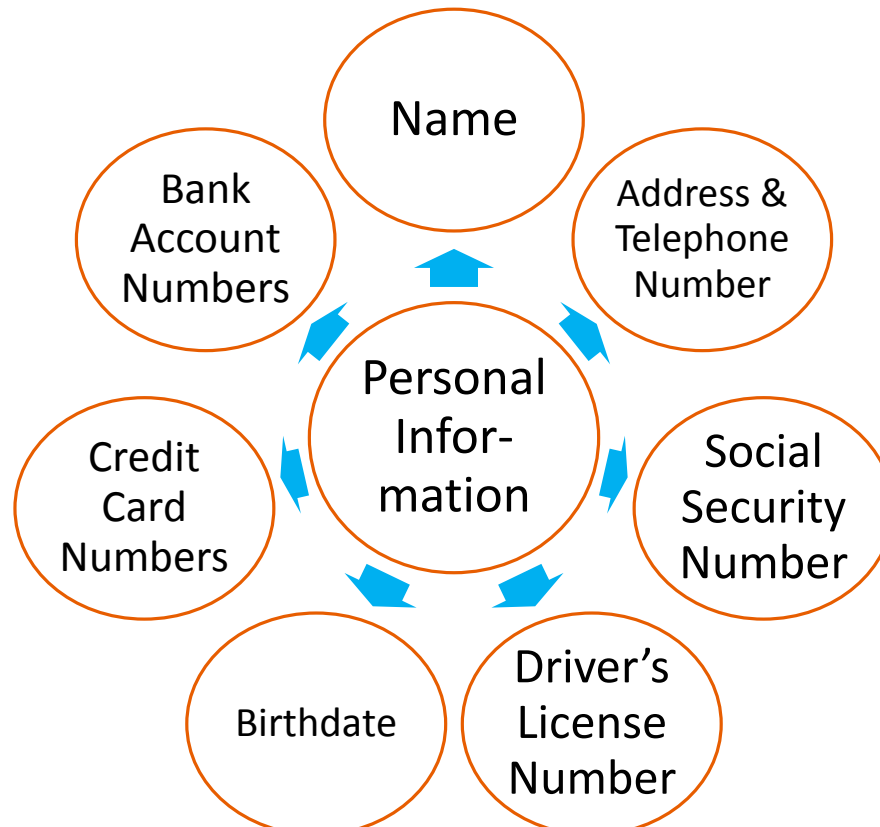 Name
Address &
Telephone
Number
Social
Security
Number
Driver’s
License
Number
Birthdate
Credit
Card
Numbers
Bank
Account
Numbers
Personal
Infor-
mation